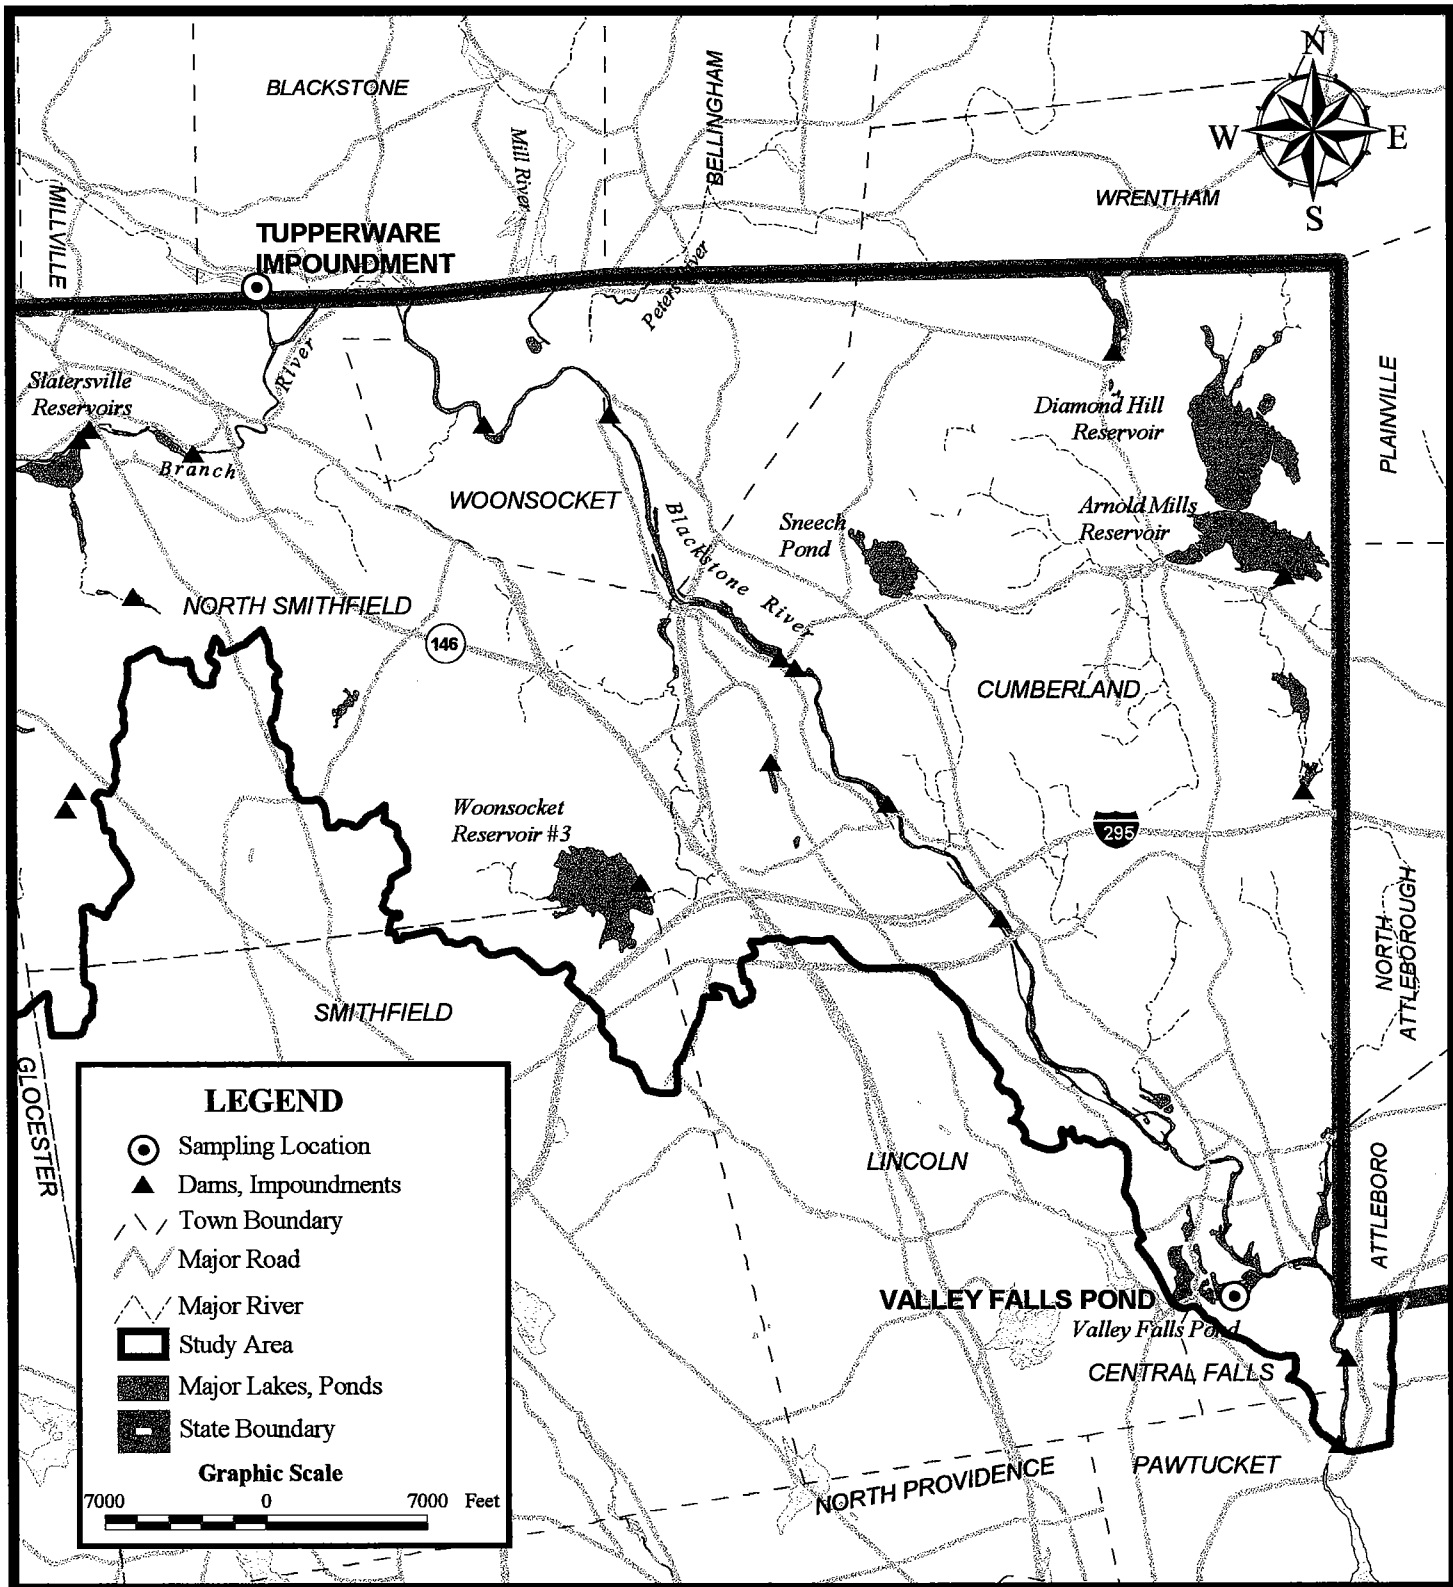 N
W E
S
BLACKSTONE
BELLINGHAM
Mill River
WRENTHAM
MILLVILLE
TUPPERWARE
IMPOUNDMENT
Peters River
River
Slatersville
Reservoirs
Branch
PLAINVILLE
Diamond Hill
Reservoir
WOONSOCKET
Blackstone River
Sneech
Pond
Arnold Mills
Reservoir
NORTH SMITHFIELD
146
CUMBERLAND
Woonsocket
Reservoir #3
295
NORTH
ATTLEBOROUGH
SMITHFIELD
GLOCESTER
LINCOLN
ATTLEBORO
VALLEY FALLS POND
Valley Falls Pond
CENTRAL FALLS
PAWTUCKET
NORTH PROVIDENCE
LEGEND
Sampling Location
Dams, Impoundments
Town Boundary
Major Road
Major River
Study Area
Major Lakes, Ponds
State Boundary
Graphic Scale
7000 0 7000 Feet